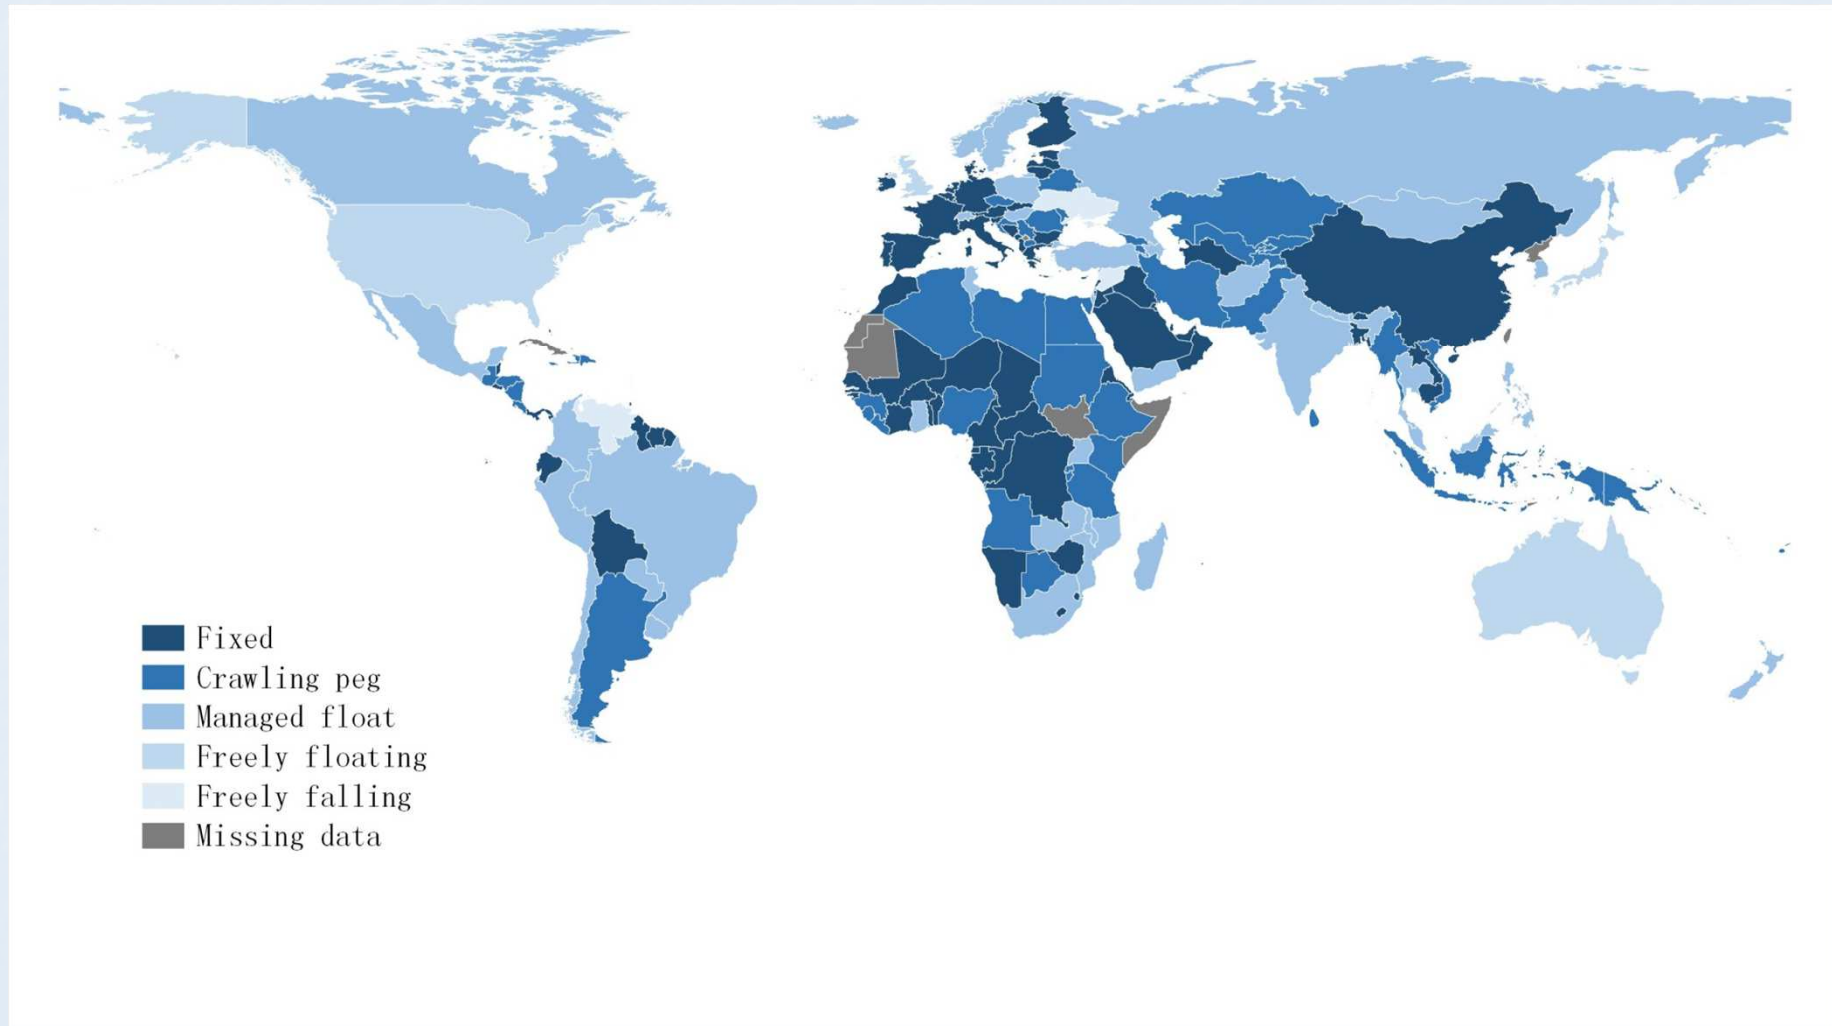 Fixed
Crawling peg
Managed float
Freely floating
Freely falling
Missing data